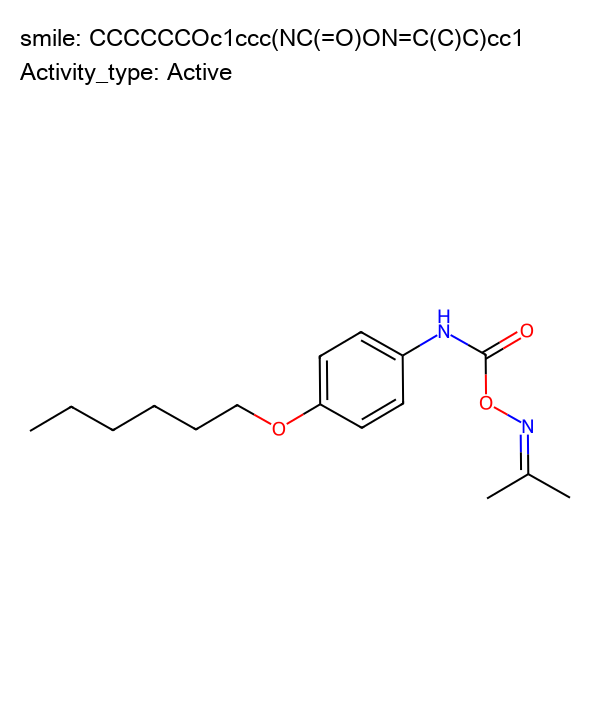 smile: CCCCCCOc1ccc(NC(=O)ON=C(C)C)cc1
Activity_type: Active
H
N
O
O
N
O